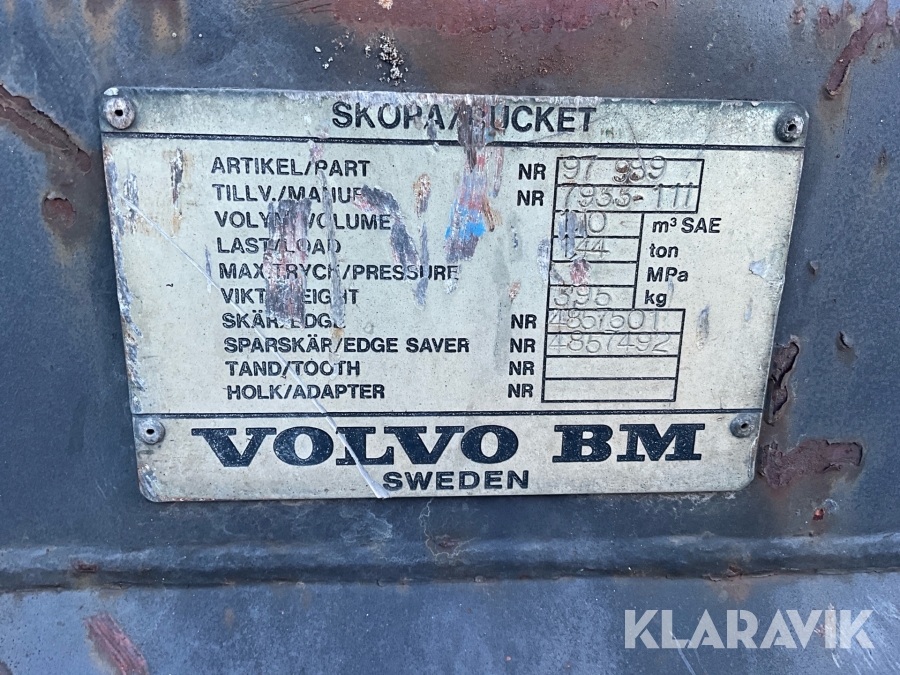 SKOPA/BUCKET
ARTIKEL/PART NR 97
TILLV./MANUF NR 7933-111
VOLYM/VOLUME m³ SAE
LAST/LOAD ton
MAX TRYCK/PRESSURE MPa
VIKT/WEIGHT 395 kg
SKÄR/EDGE NR 4857501
SPARSKÄR/EDGE SAVER NR 4857492
TAND/TOOTH NR
HOLK/ADAPTER NR
VOLVO BM
SWEDEN
KLARAVIK